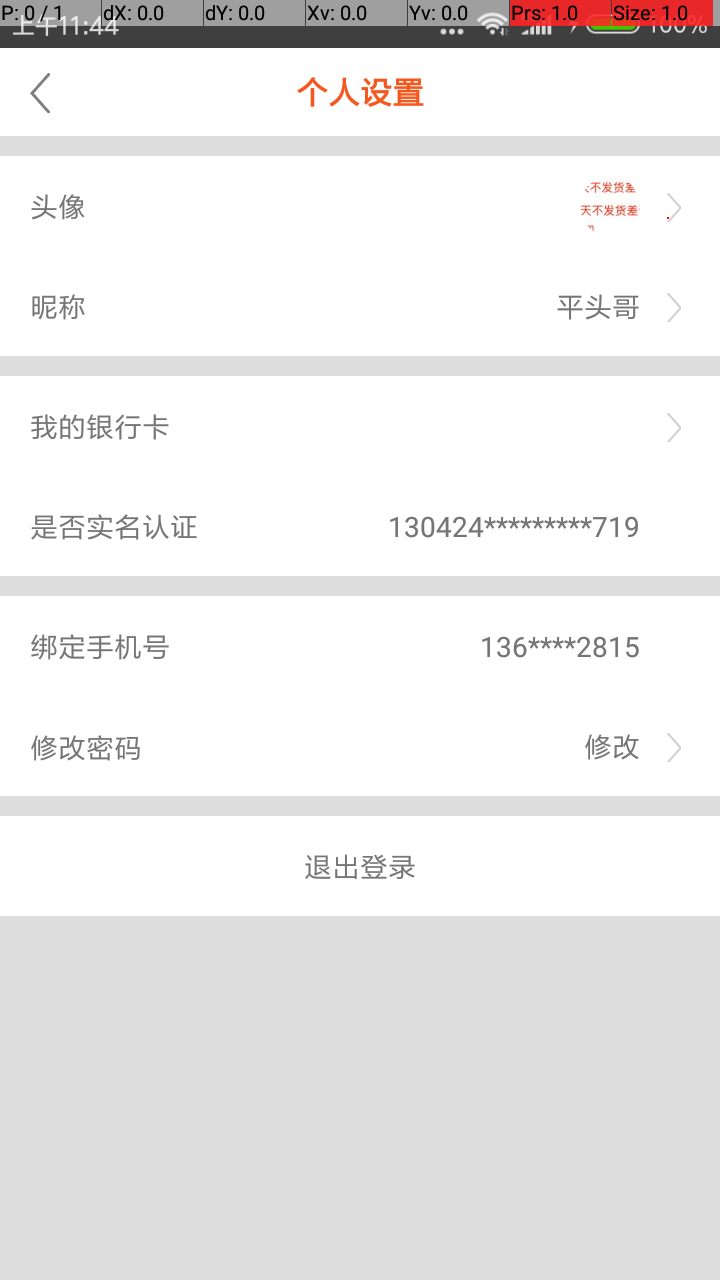 P: 0 / 1 dX: 0.0 dY: 0.0 Xv: 0.0 Yv: 0.0 Prs: 1.0 Size: 1.0
上午11:44 100%
个人设置
头像
不发货差
天不发货差
昵称 平头哥
我的银行卡
是否实名认证 130424*********719
绑定手机号 136****2815
修改密码 修改
退出登录